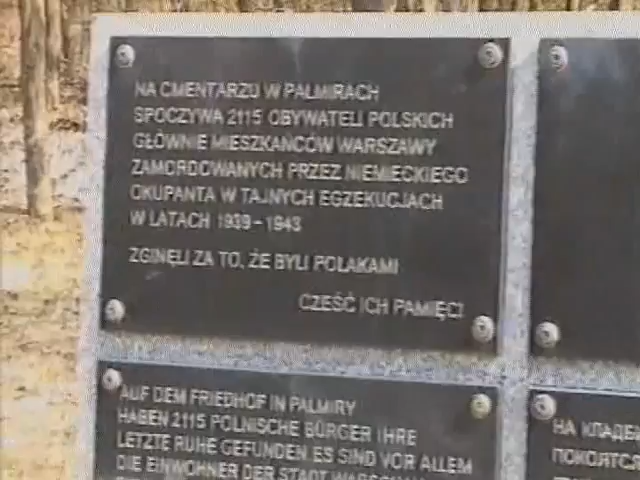 NA CMENTARZU W PALMIRACH
SPOCZYWA 2115 OBYWATELI POLSKICH
GŁÓWNIE MIESZKAŃCÓW WARSZAWY
ZAMORDOWANYCH PRZEZ NIEMIECKIEGO
OKUPANTA W TAJNYCH EGZEKUCJACH
W LATACH 1939-1943
ZGINĘLI ZA TO, ŻE BYLI POLAKAMI
CZEŚĆ ICH PAMIĘCI
AUF DEM FRIEDHOF IN PALMIRY
HABEN 2115 POLNISCHE BÜRGER IHRE
LETZTE RUHE GEFUNDEN ES SIND VOR ALLEM
DIE EINWOHNER DER STADT
НА КЛАДБ
ПОКОЯТСЯ